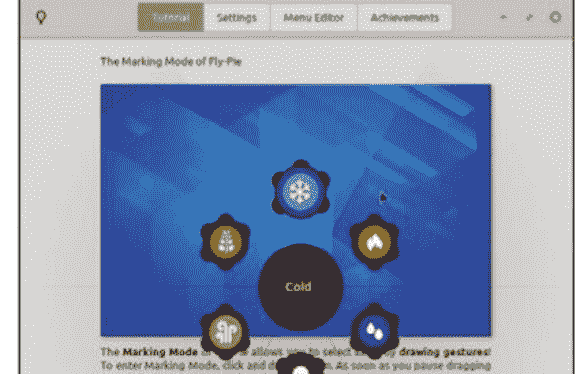 Tutorial Settings Menu Editor Achievements
The Marking Mode of Fly-Pie
Cold
The Marking Mode allows you to select drawing gestures!
To enter Marking Mode, click and As soon as you pause dragging